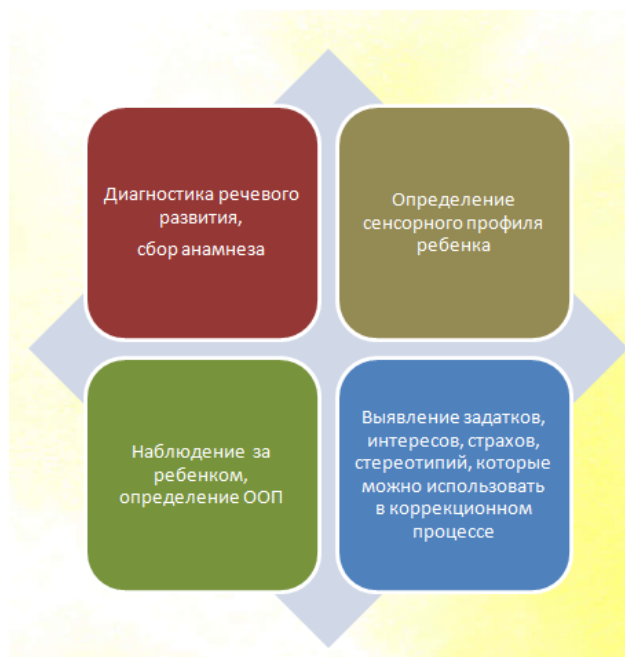 Диагностика речевого
развития,
сбор анамнеза
Определение
сенсорного профиля
ребенка
Наблюдение за
ребенком,
определение ООП
Выявление задатков,
интересов, страхов,
стереотипий, которые
можно использовать
в коррекционном
процессе